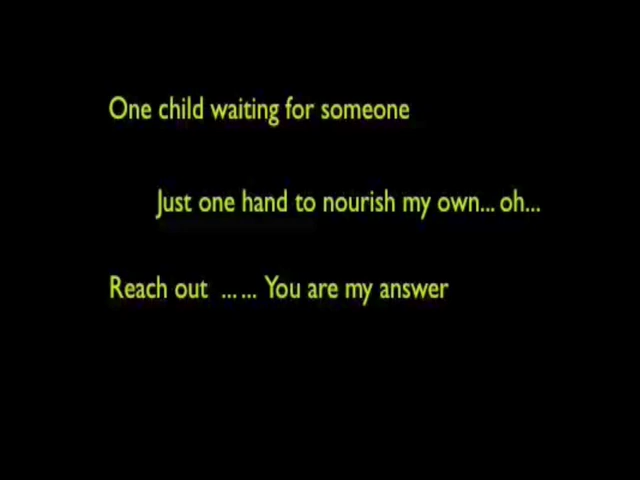 One child waiting for someone
Just one hand to nourish my own... oh...
Reach out ...... You are my answer